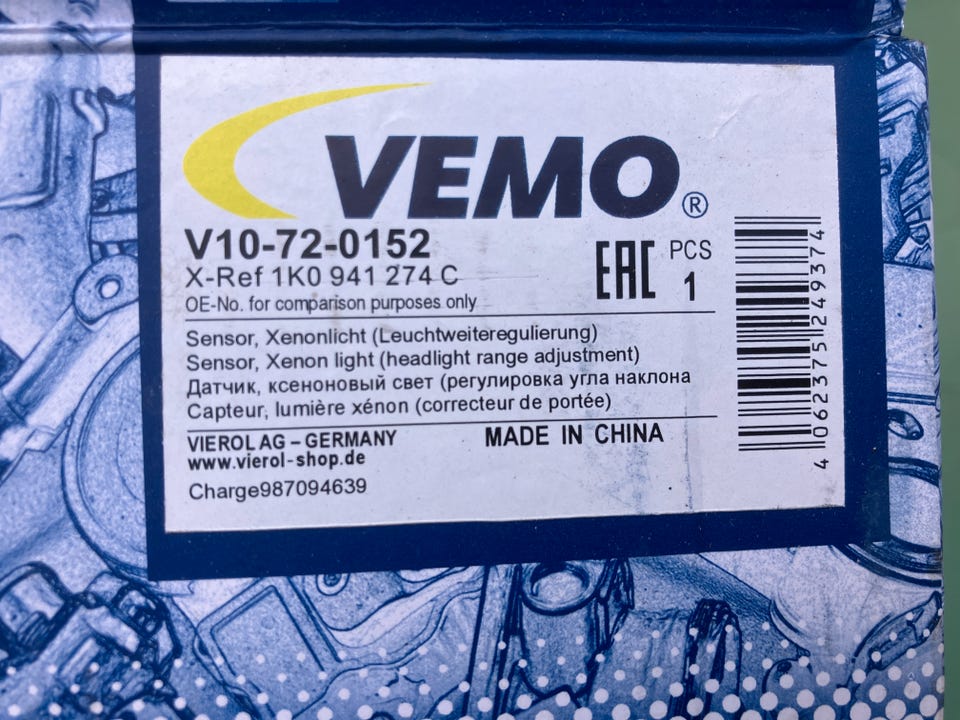 VEMO®
V10-72-0152
X-Ref 1K0 941 274 C
OE-No. for comparison purposes only
EAC
PCS
1
Sensor, Xenonlicht (Leuchtweiteregulierung)
Sensor, Xenon light (headlight range adjustment)
Датчик, ксеноновый свет (регулировка угла наклона
Capteur, lumière xénon (correcteur de portée)
VIEROL AG – GERMANY
www.vierol-shop.de
MADE IN CHINA
Charge987094639
4 062375 249374